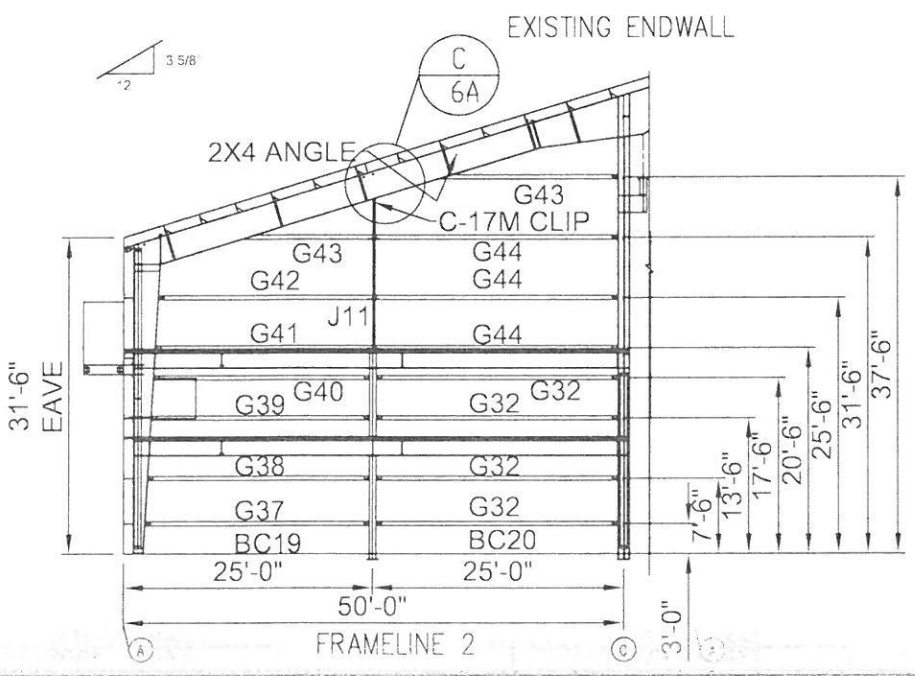 EXISTING ENDWALL
3 5/8"
12
C
6A
2X4 ANGLE
G43
C-17M CLIP
G43
G44
G42
G44
J11
G41
G44
G40
G32
G39
G32
G38
G32
G37
G32
BC19
BC20
31'-6"
EAVE
7'-6"
13'-6"
17'-6"
20'-6"
25'-6"
31'-6"
37'-6"
3'-0"
25'-0"
25'-0"
50'-0"
FRAMELINE 2
A
C